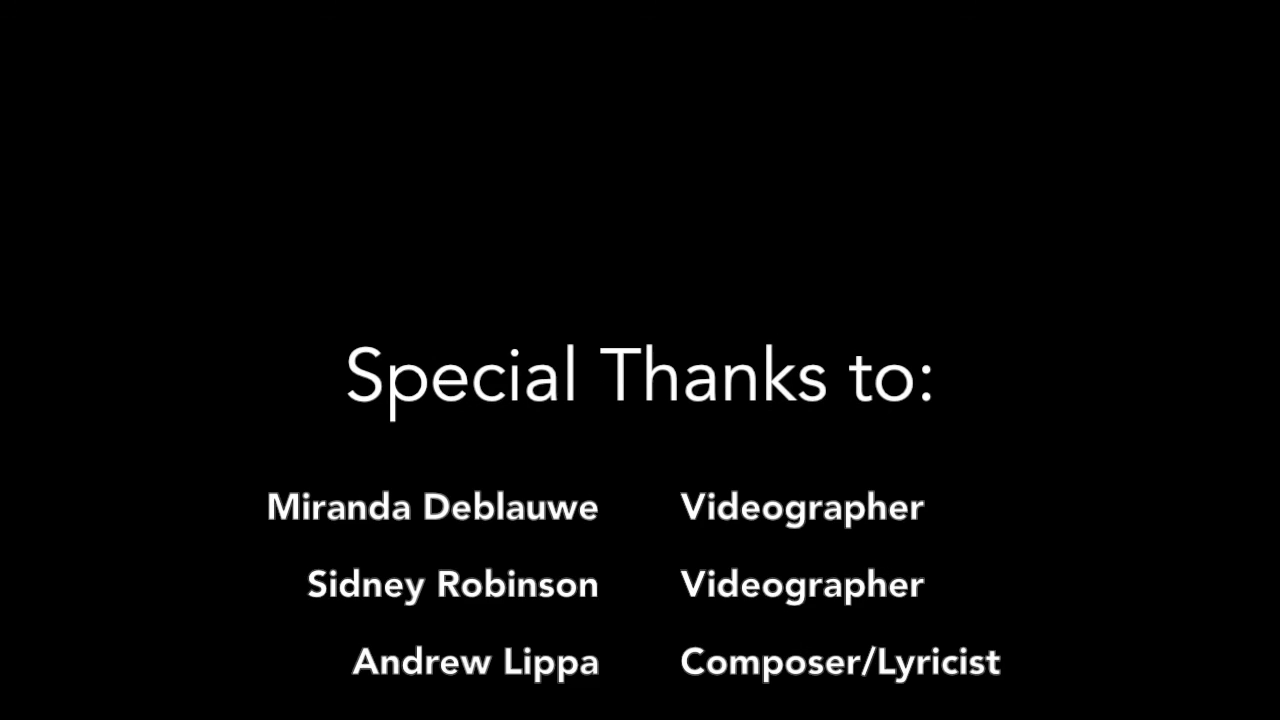 Special Thanks to:
Miranda Deblauwe Videographer
Sidney Robinson Videographer
Andrew Lippa Composer/Lyricist